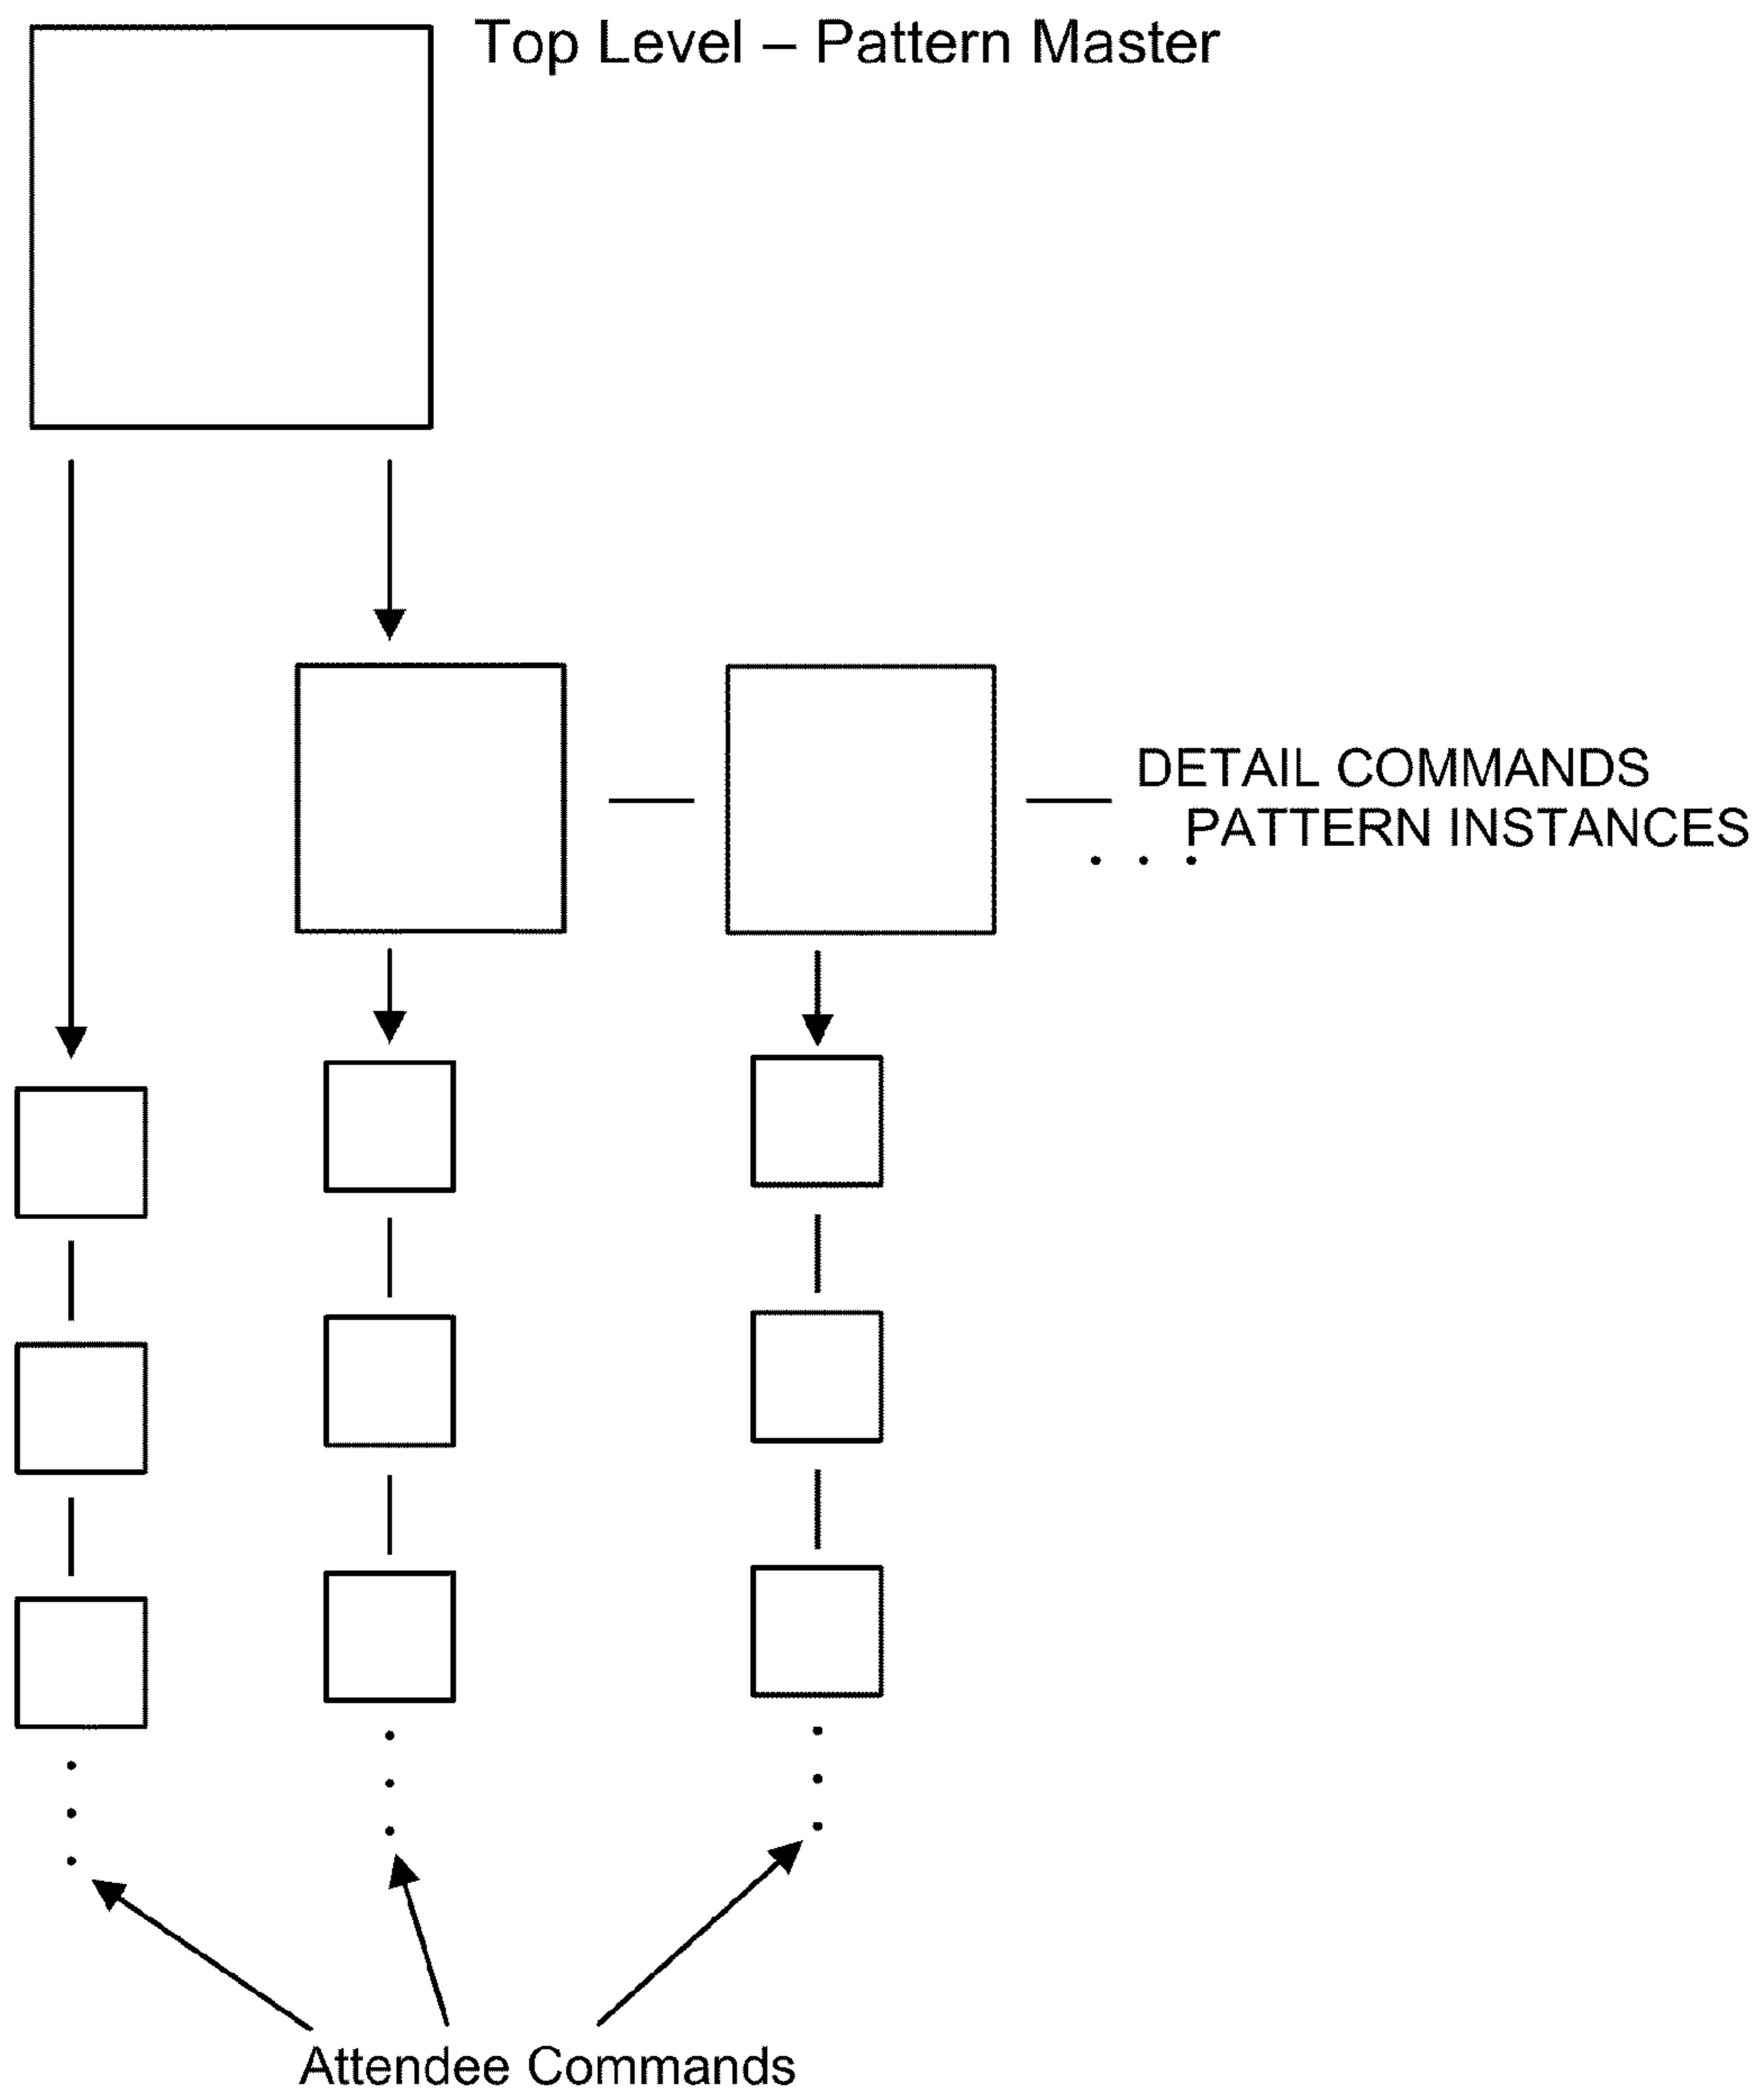 Top Level – Pattern Master
DETAIL COMMANDS
PATTERN INSTANCES
Attendee Commands